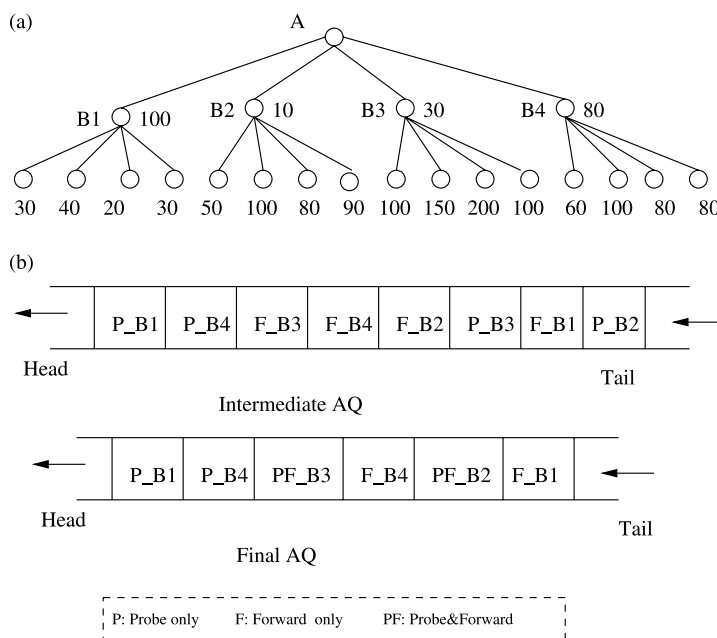 (a)
A
B1 100 B2 10 B3 30 B4 80
30 40 20 30 50 100 80 90 100 150 200 100 60 100 80 80
(b)
P_B1 P_B4 F_B3 F_B4 F_B2 P_B3 F_B1 P_B2
Head Tail
Intermediate AQ
P_B1 P_B4 PF_B3 F_B4 PF_B2 F_B1
Head Tail
Final AQ
P: Probe only F: Forward only PF: Probe&Forward